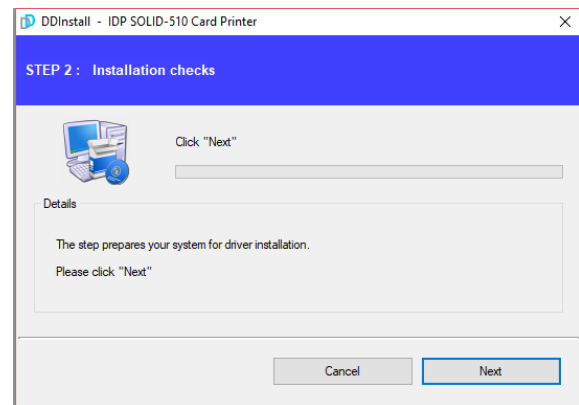 DDInstall - IDP SOLID-510 Card Printer
STEP 2 : Installation checks
Click "Next"
Details
The step prepares your system for driver installation.
Please click "Next"
Cancel
Next